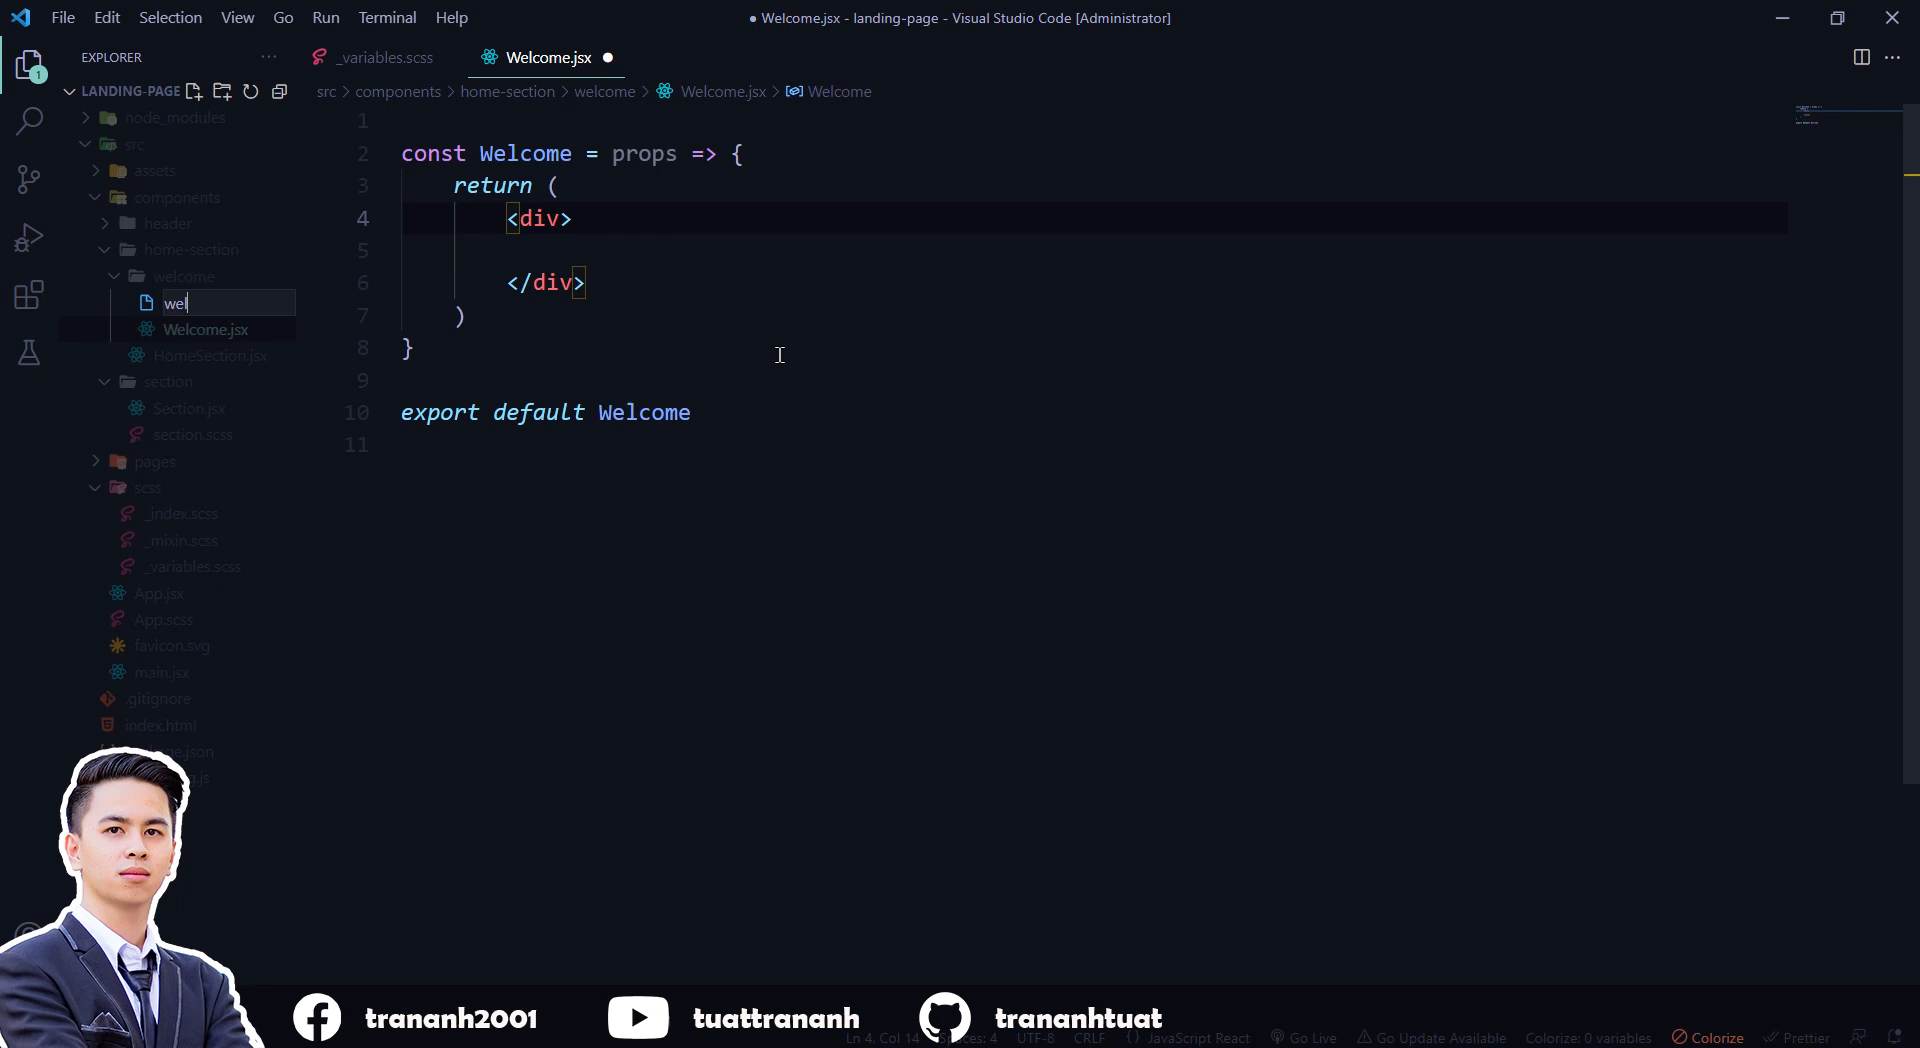 File Edit Selection View Go Run Terminal Help
● Welcome.jsx - landing-page - Visual Studio Code [Administrator]
EXPLORER
_variables.scss
Welcome.jsx
LANDING-PAGE
src > components > home-section > welcome > Welcome.jsx > Welcome
1
node_modules
src
assets
components
header
home-section
welcome
wel
Welcome.jsx
HomeSection.jsx
section
Section.jsx
section.scss
pages
scss
_index.scss
_mixin.scss
_variables.scss
App.jsx
App.scss
favicon.svg
main.jsx
.gitignore
index.html
1
2 const Welcome = props => {
3 return (
4 <div>
5
6 </div>
7 )
8 }
9
10 export default Welcome
11
trananh2001
tuattrananh
trananhtuat
Ln 4, Col 14 Spaces: 4 UTF-8 CRLF {} JavaScript React Go Live Go Update Available Colorize: 0 variables Colorize Prettier